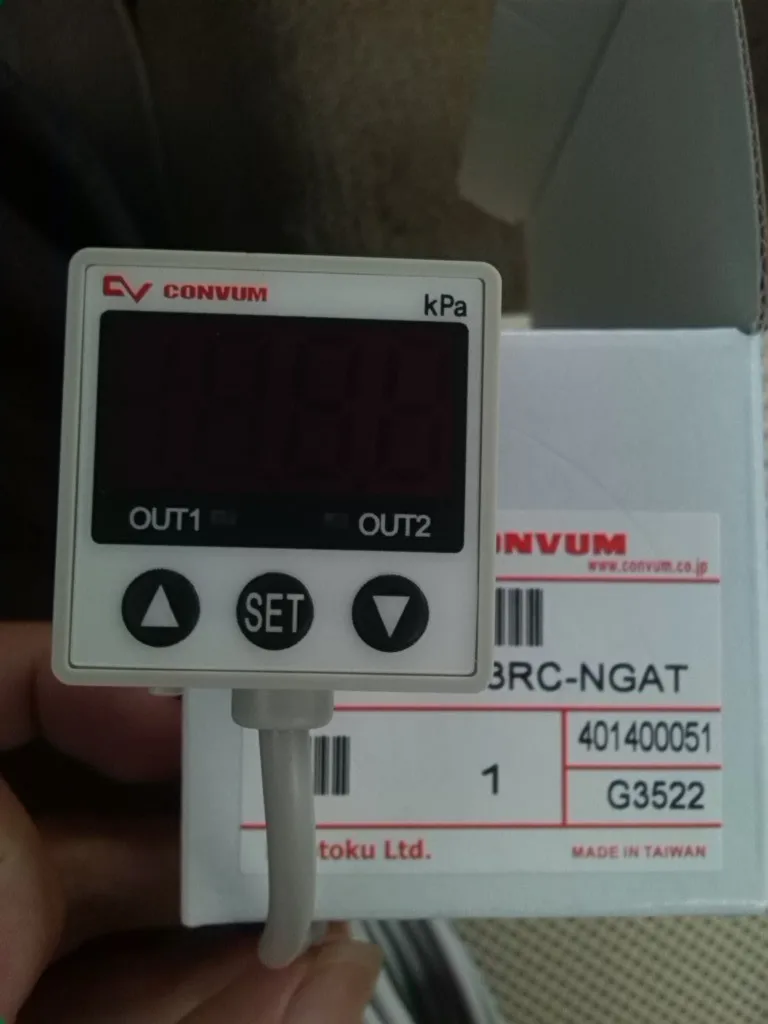 CONVUM
kPa
OUT1 OUT2
SET
NVUM
www.convum.co.jp
3RC-NGAT
1
401400051
G3522
toku Ltd.
MADE IN TAIWAN